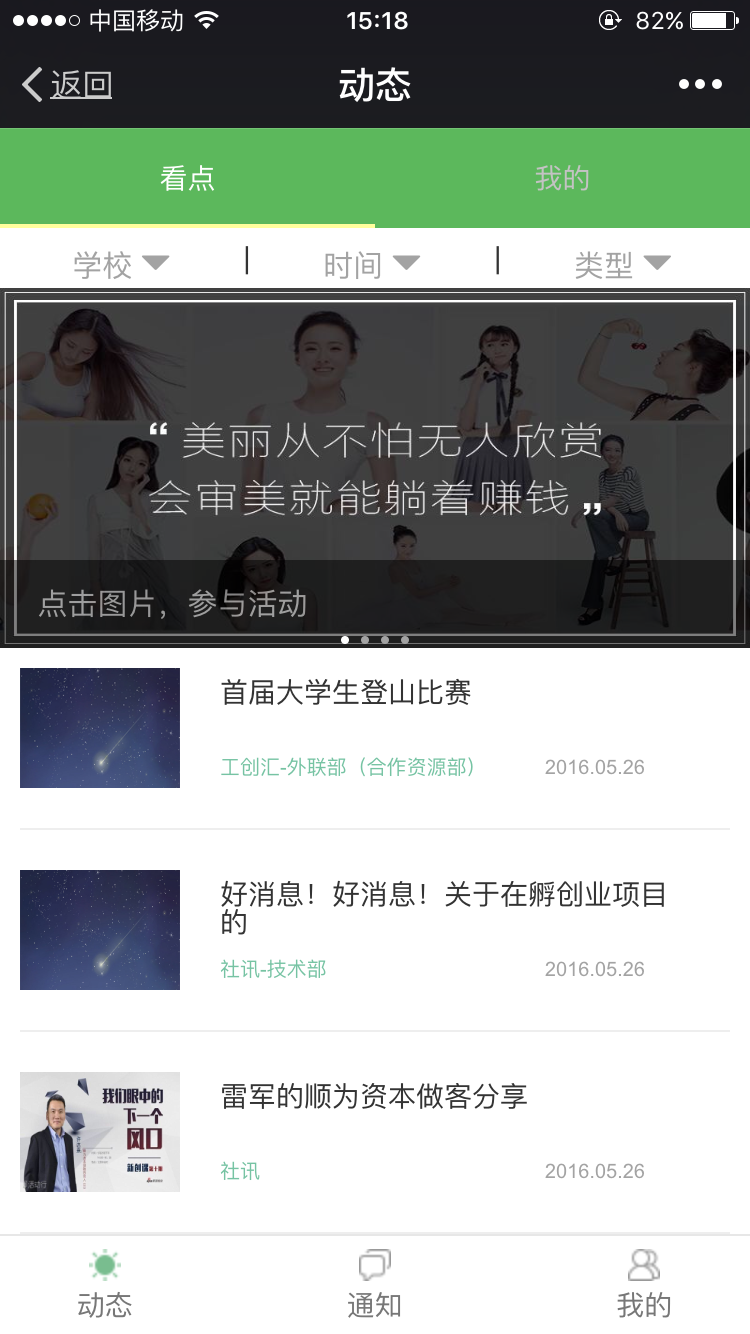 中国移动
15:18
82%
返回
动态
看点
我的
学校
时间
类型
“ 美丽从不怕无人欣赏
会审美就能躺着赚钱 ”
点击图片，参与活动
首届大学生登山比赛
工创汇-外联部（合作资源部）
2016.05.26
好消息！好消息！关于在孵创业项目
的
社讯-技术部
2016.05.26
我们眼中的
下一个
风口
新创课第十期
雷军的顺为资本做客分享
社讯
2016.05.26
动态
通知
我的